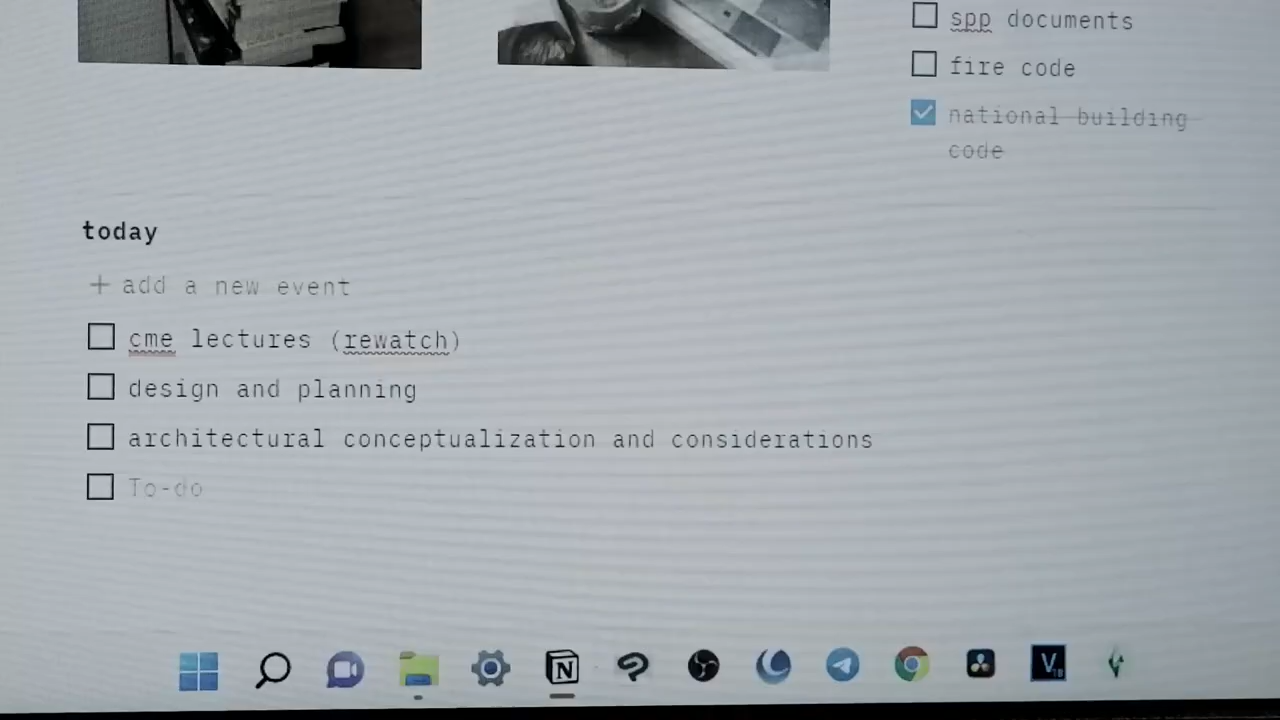 spp documents
fire code
national building
code
today
+ add a new event
cme lectures (rewatch)
design and planning
architectural conceptualization and considerations
To-do
N
V